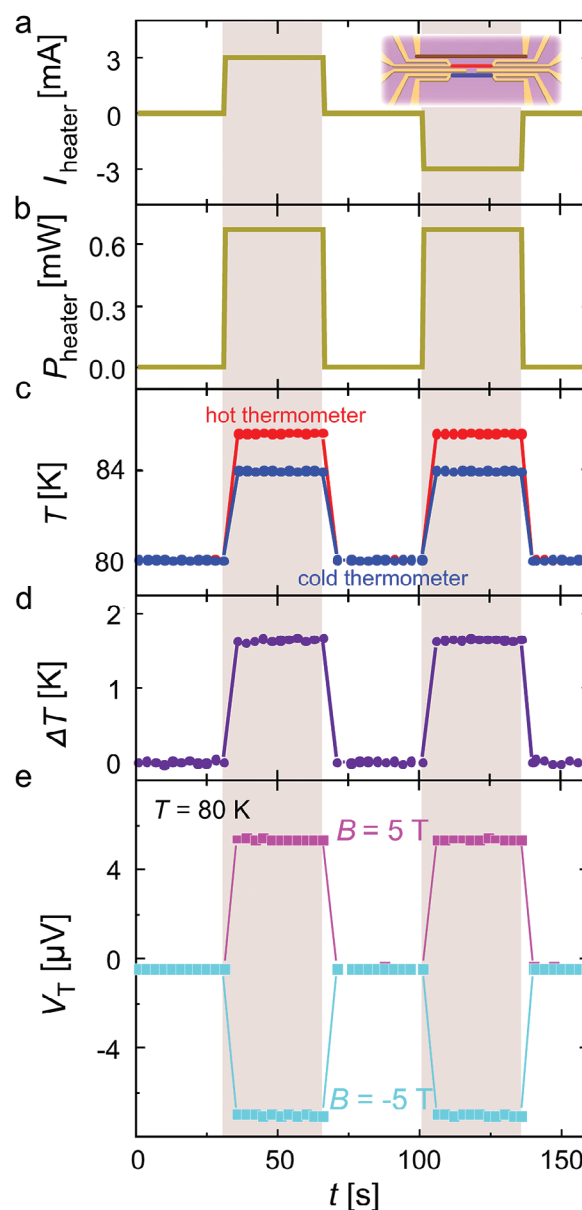 a
I_heater [mA]
3
0
-3
b
P_heater [mW]
0.6
0.3
0.0
c
T [K]
hot thermometer
84
80
cold thermometer
d
ΔT [K]
2
1
0
e
V_T [µV]
T = 80 K
B = 5 T
4
0
-4
B = -5 T
0
50
100
150
t [s]